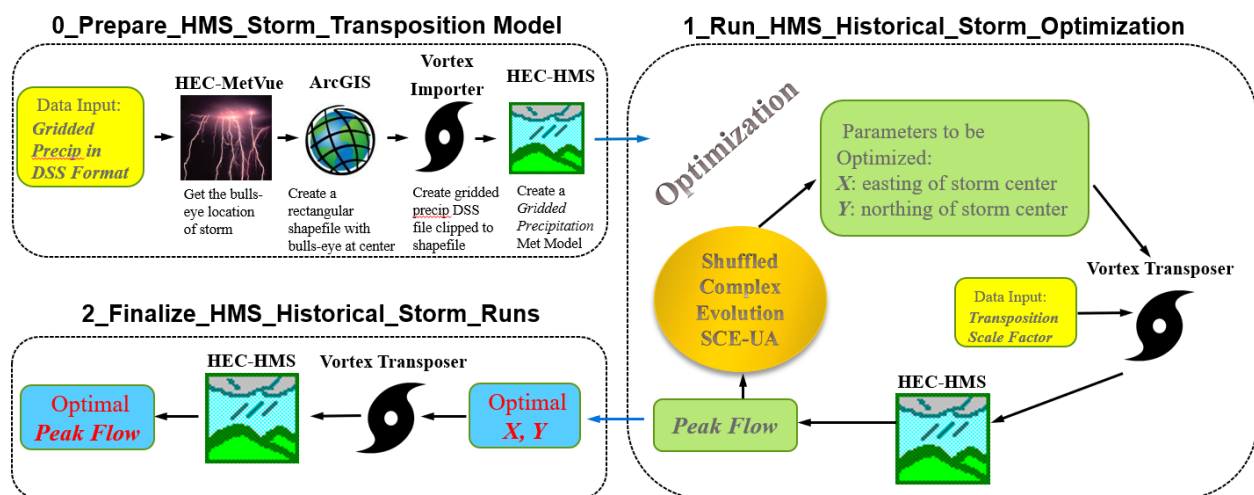 0_Prepare_HMS_Storm_Transposition Model
Data Input:
Gridded
Precip in
DSS Format
HEC-MetVue
Get the bulls-
eye location
of storm
ArcGIS
Create a
rectangular
shapefile with
bulls-eye at center
Vortex
Importer
Create gridded
precip DSS
file clipped to
shapefile
HEC-HMS
Create a
Gridded
Precipitation
Met Model
1_Run_HMS_Historical_Storm_Optimization
Optimization
Parameters to be
Optimized:
X: easting of storm center
Y: northing of storm center
Vortex Transposer
Data Input:
Transposition
Scale Factor
HEC-HMS
Peak Flow
Shuffled
Complex
Evolution
SCE-UA
2_Finalize_HMS_Historical_Storm_Runs
Optimal
X, Y
Vortex Transposer
HEC-HMS
Optimal
Peak Flow